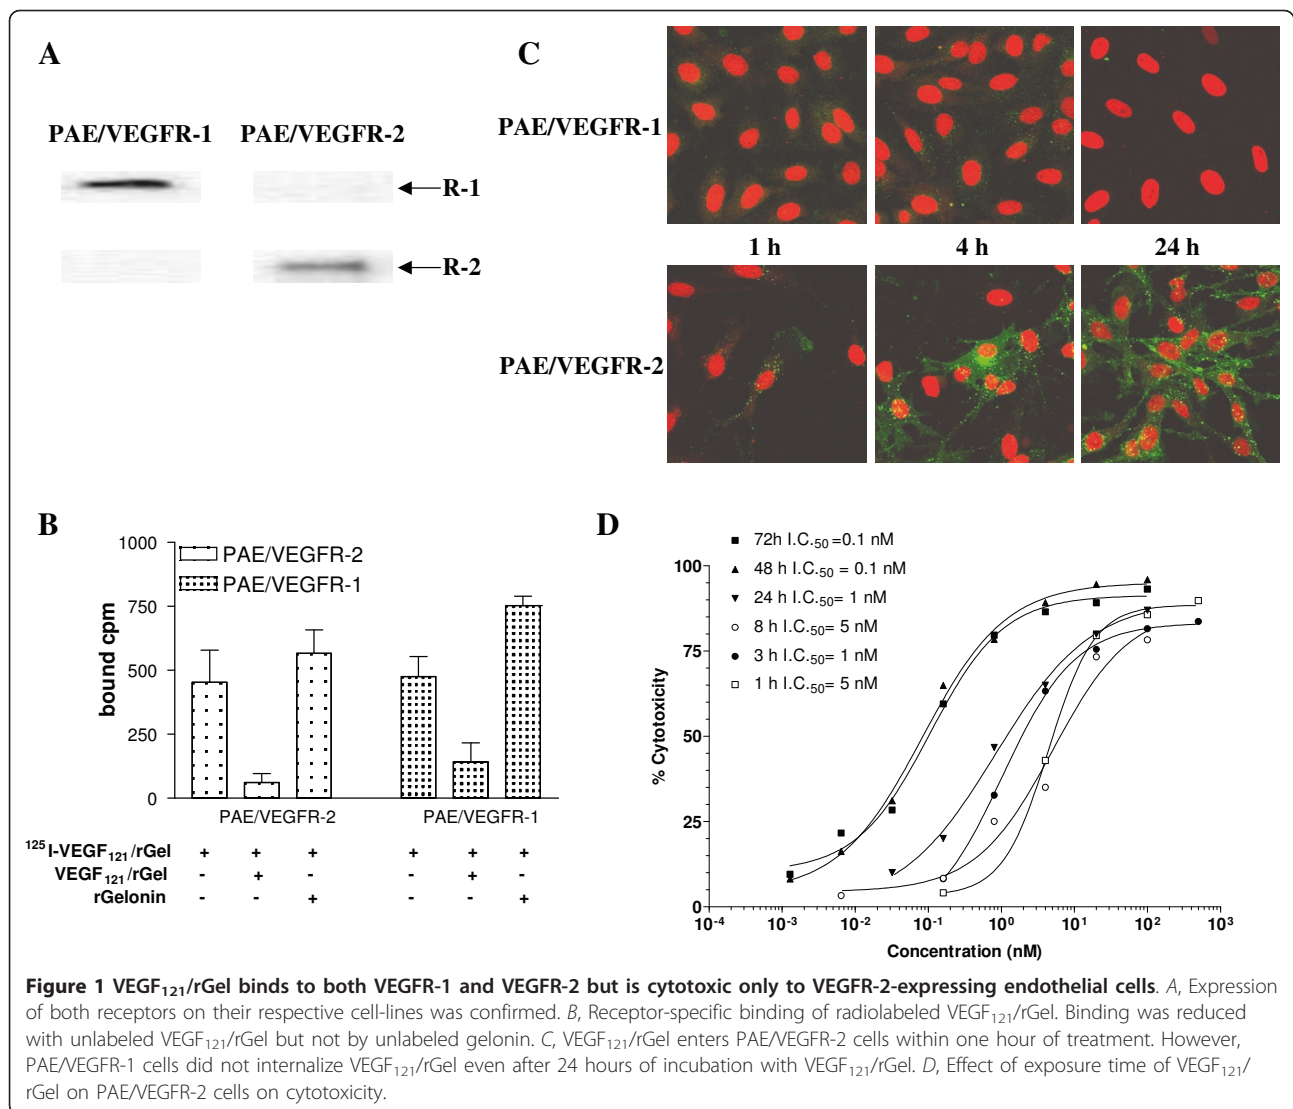 A
PAE/VEGFR-1 PAE/VEGFR-2
R-1
R-2
C
PAE/VEGFR-1
1 h 4 h 24 h
PAE/VEGFR-2
B
PAE/VEGFR-2
PAE/VEGFR-1
1000
750
500
250
0
bound cpm
PAE/VEGFR-2 PAE/VEGFR-1
¹²⁵I-VEGF₁₂₁/rGel + + + + + +
VEGF₁₂₁/rGel - + - - + -
rGelonin - - + - - +
D
72h I.C.₅₀ =0.1 nM
48 h I.C.₅₀ = 0.1 nM
24 h I.C.₅₀= 1 nM
8 h I.C.₅₀= 5 nM
3 h I.C.₅₀= 1 nM
1 h I.C.₅₀= 5 nM
100
75
50
25
0
% Cytotoxicity
10⁻⁴ 10⁻³ 10⁻² 10⁻¹ 10⁰ 10¹ 10² 10³
Concentration (nM)
Figure 1 VEGF₁₂₁/rGel binds to both VEGFR-1 and VEGFR-2 but is cytotoxic only to VEGFR-2-expressing endothelial cells. A, Expression
of both receptors on their respective cell-lines was confirmed. B, Receptor-specific binding of radiolabeled VEGF₁₂₁/rGel. Binding was reduced
with unlabeled VEGF₁₂₁/rGel but not by unlabeled gelonin. C, VEGF₁₂₁/rGel enters PAE/VEGFR-2 cells within one hour of treatment. However,
PAE/VEGFR-1 cells did not internalize VEGF₁₂₁/rGel even after 24 hours of incubation with VEGF₁₂₁/rGel. D, Effect of exposure time of VEGF₁₂₁/
rGel on PAE/VEGFR-2 cells on cytotoxicity.